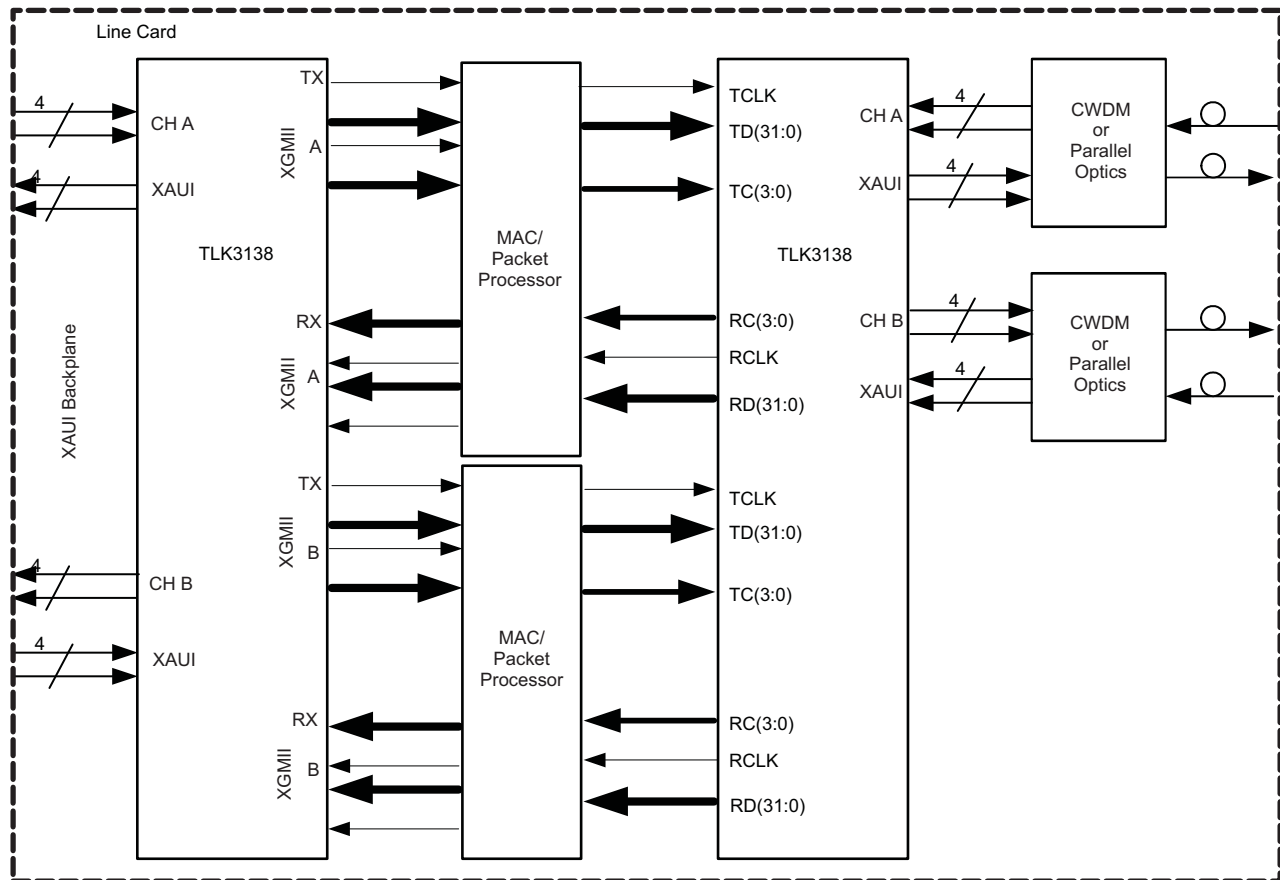 Line Card
XAUI Backplane
4
CH A
4
XAUI
4
CH B
4
XAUI
TLK3138
TX
XGMII
A
RX
XGMII
A
TX
XGMII
B
RX
XGMII
B
MAC/
Packet
Processor
MAC/
Packet
Processor
TCLK
TD(31:0)
TC(3:0)
RC(3:0)
RCLK
RD(31:0)
TCLK
TD(31:0)
TC(3:0)
RC(3:0)
RCLK
RD(31:0)
TLK3138
CH A
4
XAUI
4
CH B
4
XAUI
4
CWDM
or
Parallel
Optics
CWDM
or
Parallel
Optics